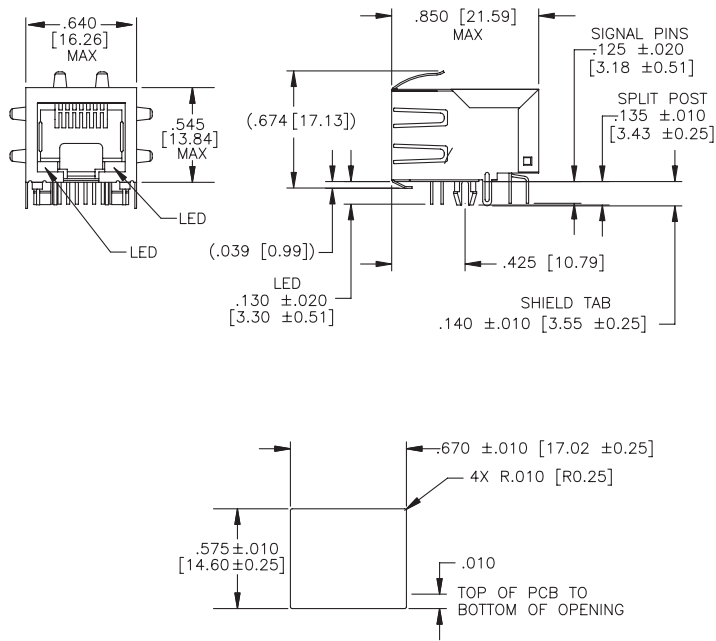 .640
[16.26]
MAX
.545
[13.84]
MAX
LED
LED
.850 [21.59]
MAX
(.674 [17.13])
SIGNAL PINS
.125 ±.020
[3.18 ±0.51]
SPLIT POST
.135 ±.010
[3.43 ±0.25]
(.039 [0.99])
.425 [10.79]
LED
.130 ±.020
[3.30 ±0.51]
SHIELD TAB
.140 ±.010 [3.55 ±0.25]
.670 ±.010 [17.02 ±0.25]
4X R.010 [R0.25]
.575±.010
[14.60±0.25]
.010
TOP OF PCB TO
BOTTOM OF OPENING